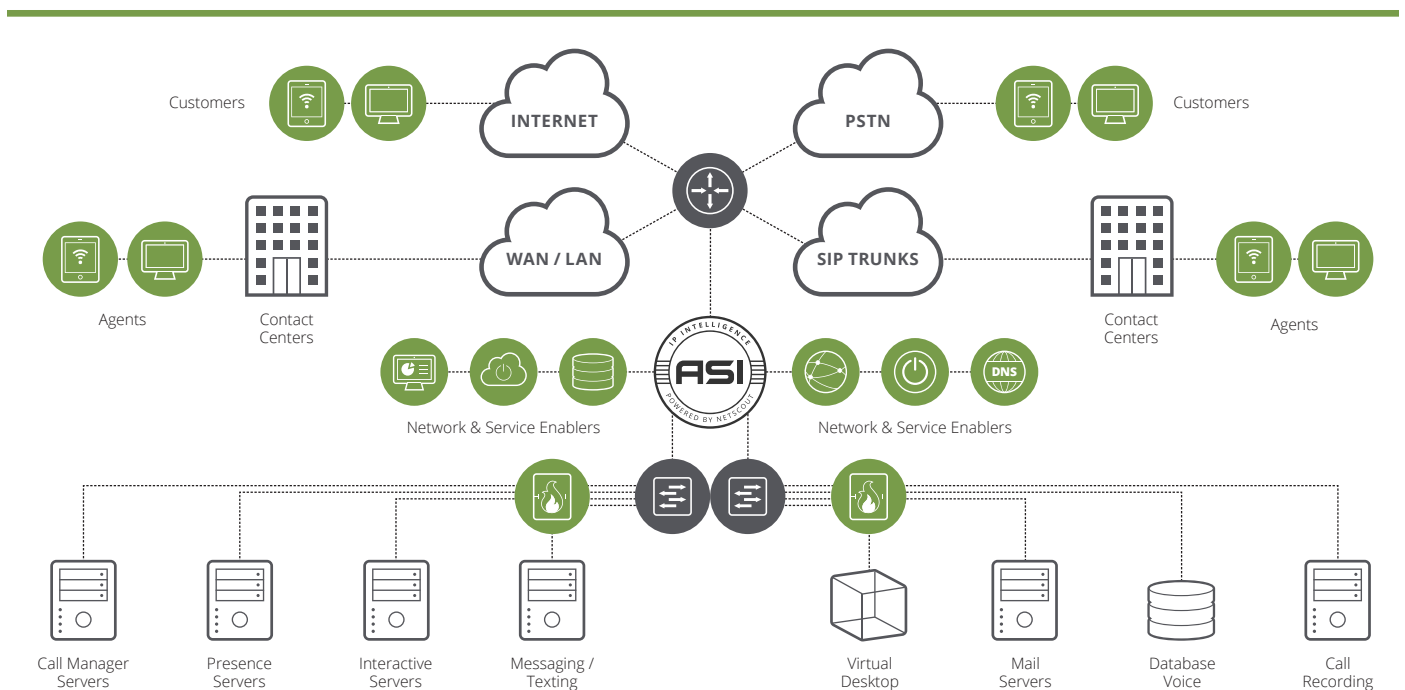 Customers
INTERNET
PSTN
Customers
WAN / LAN
SIP TRUNKS
Agents
Contact
Centers
Contact
Centers
Agents
IP INTELLIGENCE
ASI
POWERED BY NETSCOUT
DNS
Network & Service Enablers
Network & Service Enablers
Call Manager
Servers
Presence
Servers
Interactive
Servers
Messaging /
Texting
Virtual
Desktop
Mail
Servers
Database
Voice
Call
Recording